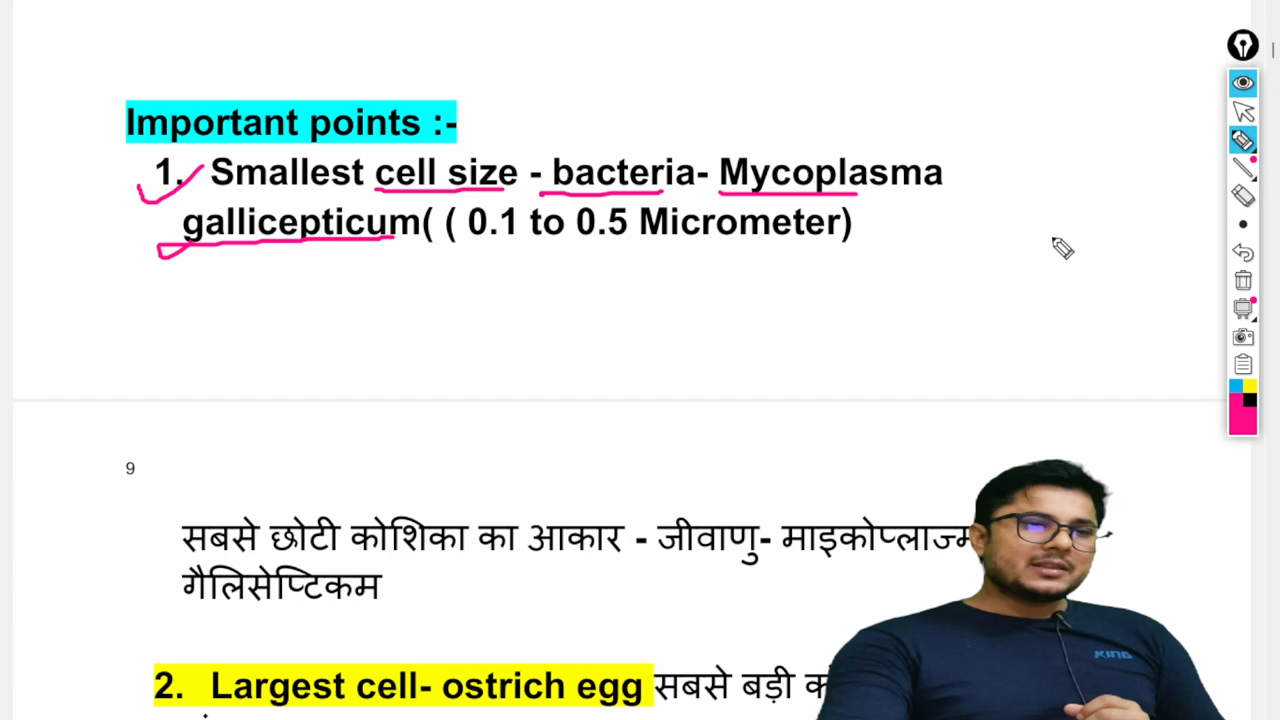 Important points :-
1. Smallest cell size - bacteria- Mycoplasma
gallicepticum( ( 0.1 to 0.5 Micrometer)
9
सबसे छोटी कोशिका का आकार - जीवाणु-
गैलिसेप्टिकम
2. Largest cell- ostrich egg सबसे बड़ी
KING